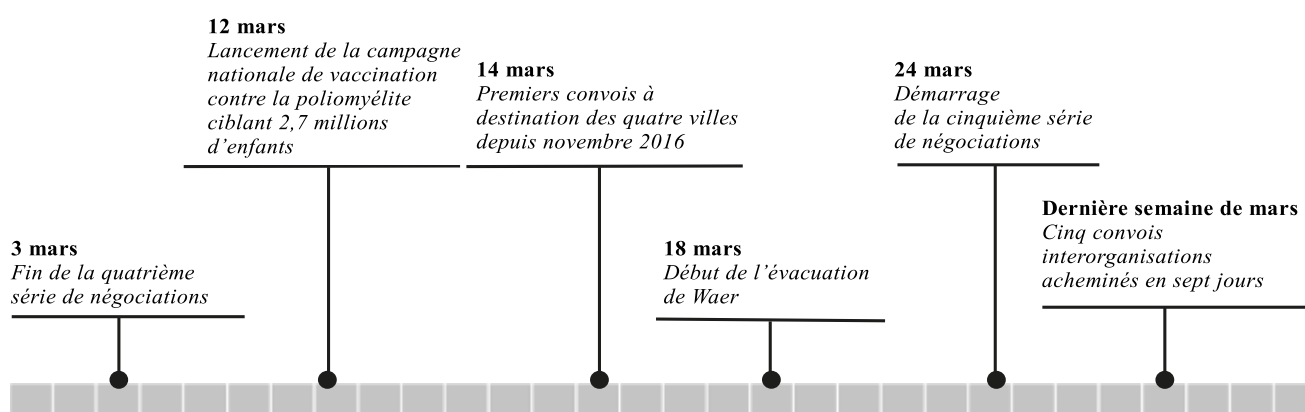 3 mars
Fin de la quatrième
série de négociations
12 mars
Lancement de la campagne
nationale de vaccination
contre la poliomyélite
ciblant 2,7 millions
d’enfants
14 mars
Premiers convois à
destination des quatre villes
depuis novembre 2016
18 mars
Début de l’évacuation
de Waer
24 mars
Démarrage
de la cinquième série
de négociations
Dernière semaine de mars
Cinq convois
interorganisations
acheminés en sept jours